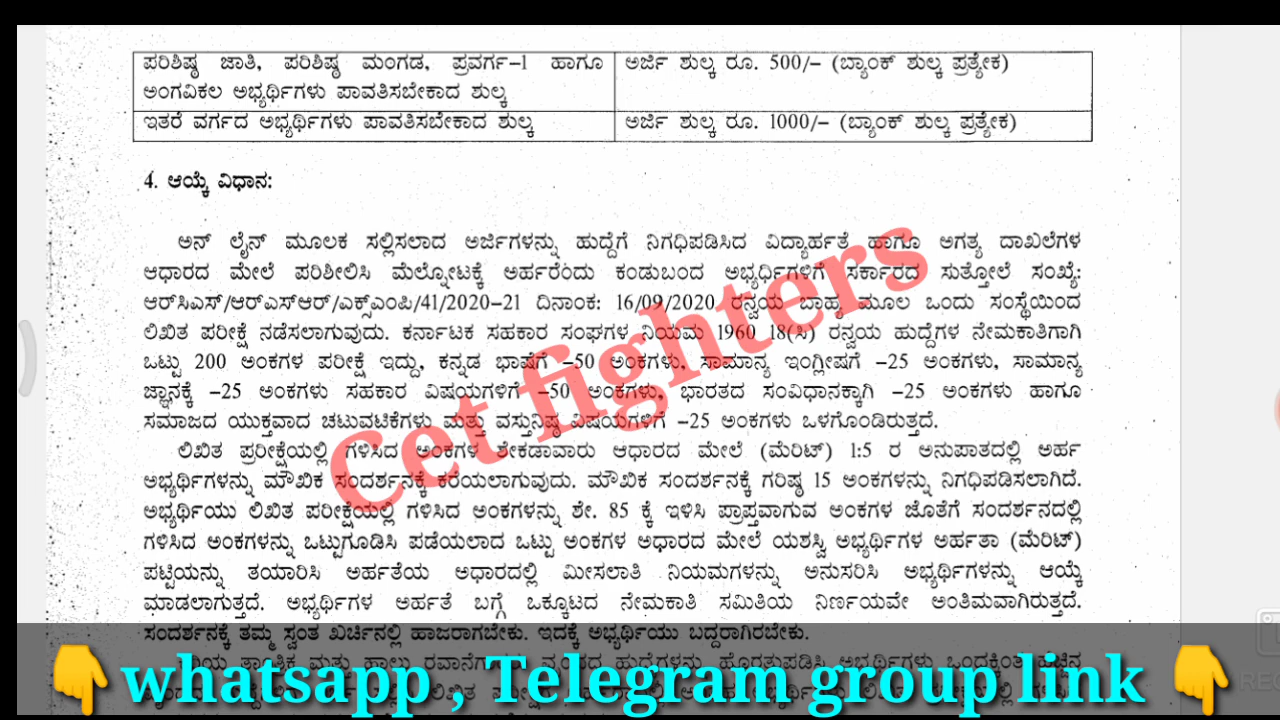 ಪರಿಶಿಷ್ಠ ಜಾತಿ, ಪರಿಶಿಷ್ಠ ಮಂಗಡ, ಪ್ರವರ್ಗ-1 ಹಾಗೂ ಅರ್ಜಿ ಶುಲ್ಕ ರೂ. 500/- (ಬ್ಯಾಂಕ್ ಶುಲ್ಕ ಪ್ರತ್ಯೇಕ)
ಅಂಗವಿಕಲ ಅಭ್ಯರ್ಥಿಗಳು ಪಾವತಿಸಬೇಕಾದ ಶುಲ್ಕ
ಇತರೆ ವರ್ಗದ ಅಭ್ಯರ್ಥಿಗಳು ಪಾವತಿಸಬೇಕಾದ ಶುಲ್ಕ ಅರ್ಜಿ ಶುಲ್ಕ ರೂ. 1000/- (ಬ್ಯಾಂಕ್ ಶುಲ್ಕ ಪ್ರತ್ಯೇಕ)
4. ಆಯ್ಕೆ ವಿಧಾನ:
ಅನ್ ಲೈನ್ ಮೂಲಕ ಸಲ್ಲಿಸಲಾದ ಅರ್ಜಿಗಳನ್ನು ಹುದ್ದೆಗೆ ನಿಗಧಿಪಡಿಸಿದ ವಿದ್ಯಾರ್ಹತೆ ಹಾಗೂ ಅಗತ್ಯ ದಾಖಲೆಗಳ
ಆಧಾರದ ಮೇಲೆ ಪರಿಶೀಲಿಸಿ ಮೆಲ್ನೋಟಕ್ಕೆ ಅರ್ಹರೆಂದು ಕಂಡುಬಂದ ಅಭ್ಯರ್ಥಿಗಳಿಗೆ ಸರ್ಕಾರದ ಸುತ್ತೋಲೆ ಸಂಖ್ಯೆ:
ಆರ್‌ಸಿಎಸ್/ಆರ್‌ಎಸ್‌ಆರ್/ಎಕ್ಸ್‌ಎಂಪಿ/41/2020-21 ದಿನಾಂಕ: 16/09/2020 ರನ್ವಯ ಬಾಹ್ಯ ಮೂಲ ಒಂದು ಸಂಸ್ಥೆಯಿಂದ
ಲಿಖಿತ ಪರೀಕ್ಷೆ ನಡೆಸಲಾಗುವುದು. ಕರ್ನಾಟಕ ಸಹಕಾರ ಸಂಘಗಳ ನಿಯಮ 1960 18(ಸಿ) ರನ್ವಯ ಹುದ್ದೆಗಳ ನೇಮಕಾತಿಗಾಗಿ
ಒಟ್ಟು 200 ಅಂಕಗಳ ಪರೀಕ್ಷೆ ಇದ್ದು, ಕನ್ನಡ ಭಾಷೆಗೆ -50 ಅಂಕಗಳು, ಸಾಮಾನ್ಯ ಇಂಗ್ಲೀಷಗೆ -25 ಅಂಕಗಳು, ಸಾಮಾನ್ಯ
ಜ್ಞಾನಕ್ಕೆ -25 ಅಂಕಗಳು ಸಹಕಾರ ವಿಷಯಗಳಿಗೆ -50 ಅಂಕಗಳು, ಭಾರತದ ಸಂವಿಧಾನಕ್ಕಾಗಿ -25 ಅಂಕಗಳು ಹಾಗೂ
ಸಮಾಜದ ಯುಕ್ತವಾದ ಚಟುವಟಿಕೆಗಳು ಮತ್ತು ವಸ್ತುನಿಷ್ಠ ವಿಷಯಗಳಿಗೆ -25 ಅಂಕಗಳು ಒಳಗೊಂಡಿರುತ್ತದೆ.
ಲಿಖಿತ ಪ್ರರೀಕ್ಷೆಯಲ್ಲಿ ಗಳಿಸಿದ ಅಂಕಗಳ ಶೇಕಡಾವಾರು ಆಧಾರದ ಮೇಲೆ (ಮೆರಿಟ್) 1:5 ರ ಅನುಪಾತದಲ್ಲಿ ಅರ್ಹ
ಅಭ್ಯರ್ಥಿಗಳನ್ನು ಮೌಖಿಕ ಸಂದರ್ಶನಕ್ಕೆ ಕರೆಯಲಾಗುವುದು. ಮೌಖಿಕ ಸಂದರ್ಶನಕ್ಕೆ ಗರಿಷ್ಠ 15 ಅಂಕಗಳನ್ನು ನಿಗಧಿಪಡಿಸಲಾಗಿದೆ.
ಅಭ್ಯರ್ಥಿಯು ಲಿಖಿತ ಪರೀಕ್ಷೆಯಲ್ಲಿ ಗಳಿಸಿದ ಅಂಕಗಳನ್ನು ಶೇ. 85 ಕ್ಕೆ ಇಳಿಸಿ ಪ್ರಾಪ್ತವಾಗುವ ಅಂಕಗಳ ಜೊತೆಗೆ ಸಂದರ್ಶನದಲ್ಲಿ
ಗಳಿಸಿದ ಅಂಕಗಳನ್ನು ಒಟ್ಟುಗೂಡಿಸಿ ಪಡೆಯಲಾದ ಒಟ್ಟು ಅಂಕಗಳ ಅಧಾರದ ಮೇಲೆ ಯಶಸ್ವಿ ಅಭ್ಯರ್ಥಿಗಳ ಅರ್ಹತಾ (ಮೆರಿಟ್)
ಪಟ್ಟಿಯನ್ನು ತಯಾರಿಸಿ ಅರ್ಹತೆಯ ಅಧಾರದಲ್ಲಿ ಮೀಸಲಾತಿ ನಿಯಮಗಳನ್ನು ಅನುಸರಿಸಿ ಅಭ್ಯರ್ಥಿಗಳನ್ನು ಆಯ್ಕೆ
ಮಾಡಲಾಗುತ್ತದೆ. ಅಭ್ಯರ್ಥಿಗಳ ಅರ್ಹತೆ ಬಗ್ಗೆ ಒಕ್ಕೂಟದ ನೇಮಕಾತಿ ಸಮಿತಿಯ ನಿರ್ಣಯವೇ ಅಂತಿಮವಾಗಿರುತ್ತದೆ.
ಸಂದರ್ಶನಕ್ಕೆ ತಮ್ಮ ಸ್ವಂತ ಖರ್ಚಿನಲ್ಲಿ ಹಾಜರಾಗಬೇಕು. ಇದಕ್ಕೆ ಅಭ್ಯರ್ಥಿಯು ಬದ್ದರಾಗಿರಬೇಕು.
Cet fighters
👇whatsapp , Telegram group link 👇